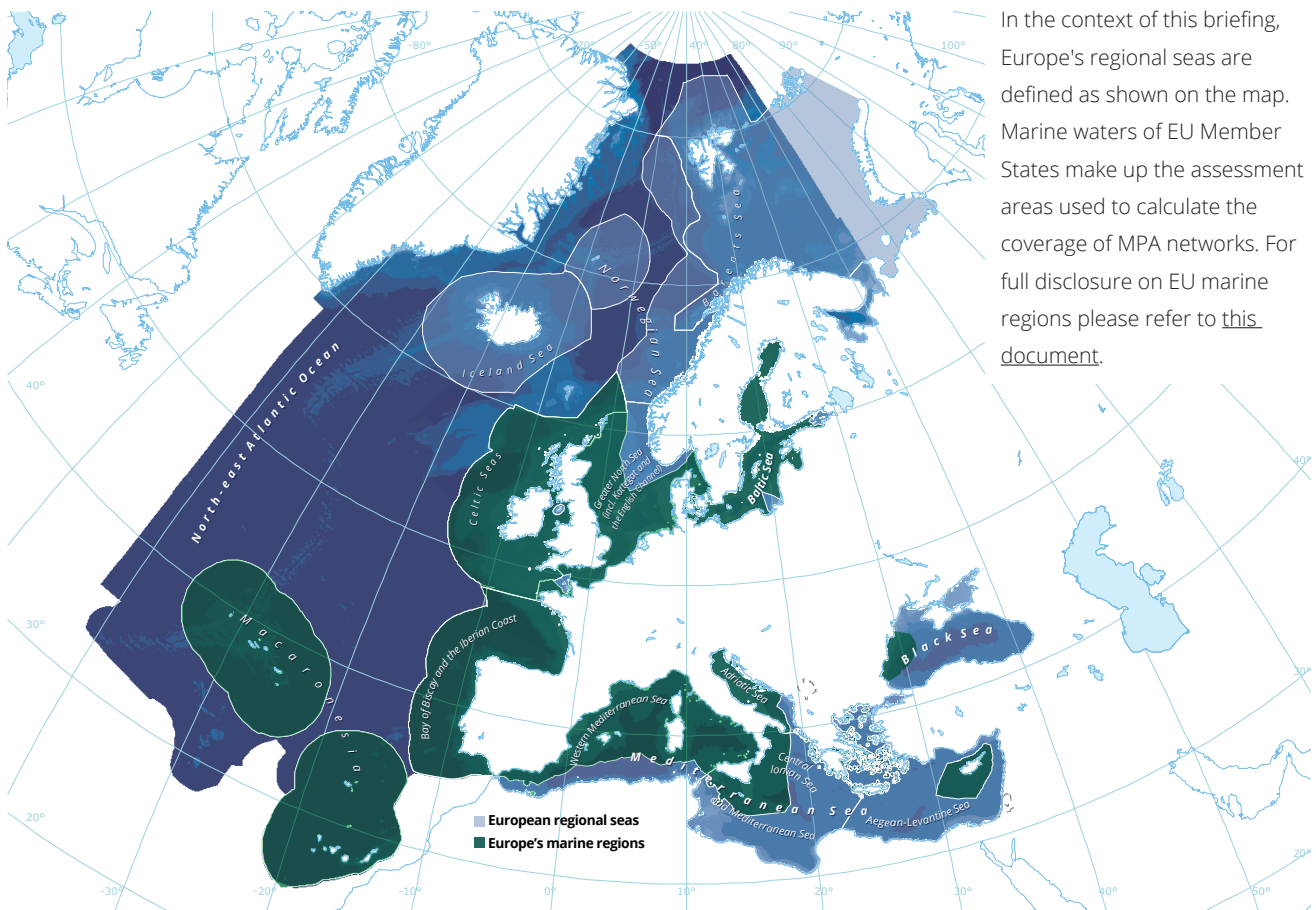 In the context of this briefing,
Europe's regional seas are
defined as shown on the map.
Marine waters of EU Member
States make up the assessment
areas used to calculate the
coverage of MPA networks. For
full disclosure on EU marine
regions please refer to this
document.
-80°
-50°
40°
80°
90°
100°
Barents Sea
Norwegian Sea
Iceland Sea
40°
North-east Atlantic Ocean
40°
Celtic Seas
Greater North Sea
(incl. Kattegat and
the English Channel)
Baltic Sea
30°
Macaronesia
Bay of Biscay and the Iberian Coast
Black Sea
30°
Adriatic Sea
Western Mediterranean Sea
Mediterranean Sea
Central
Ionian Sea
and Mediterranean Sea
Aegean-Levantine Sea
20°
European regional seas
Europe's marine regions
20°
-30°
-20°
-10°
0°
10°
20°
30°
40°
50°